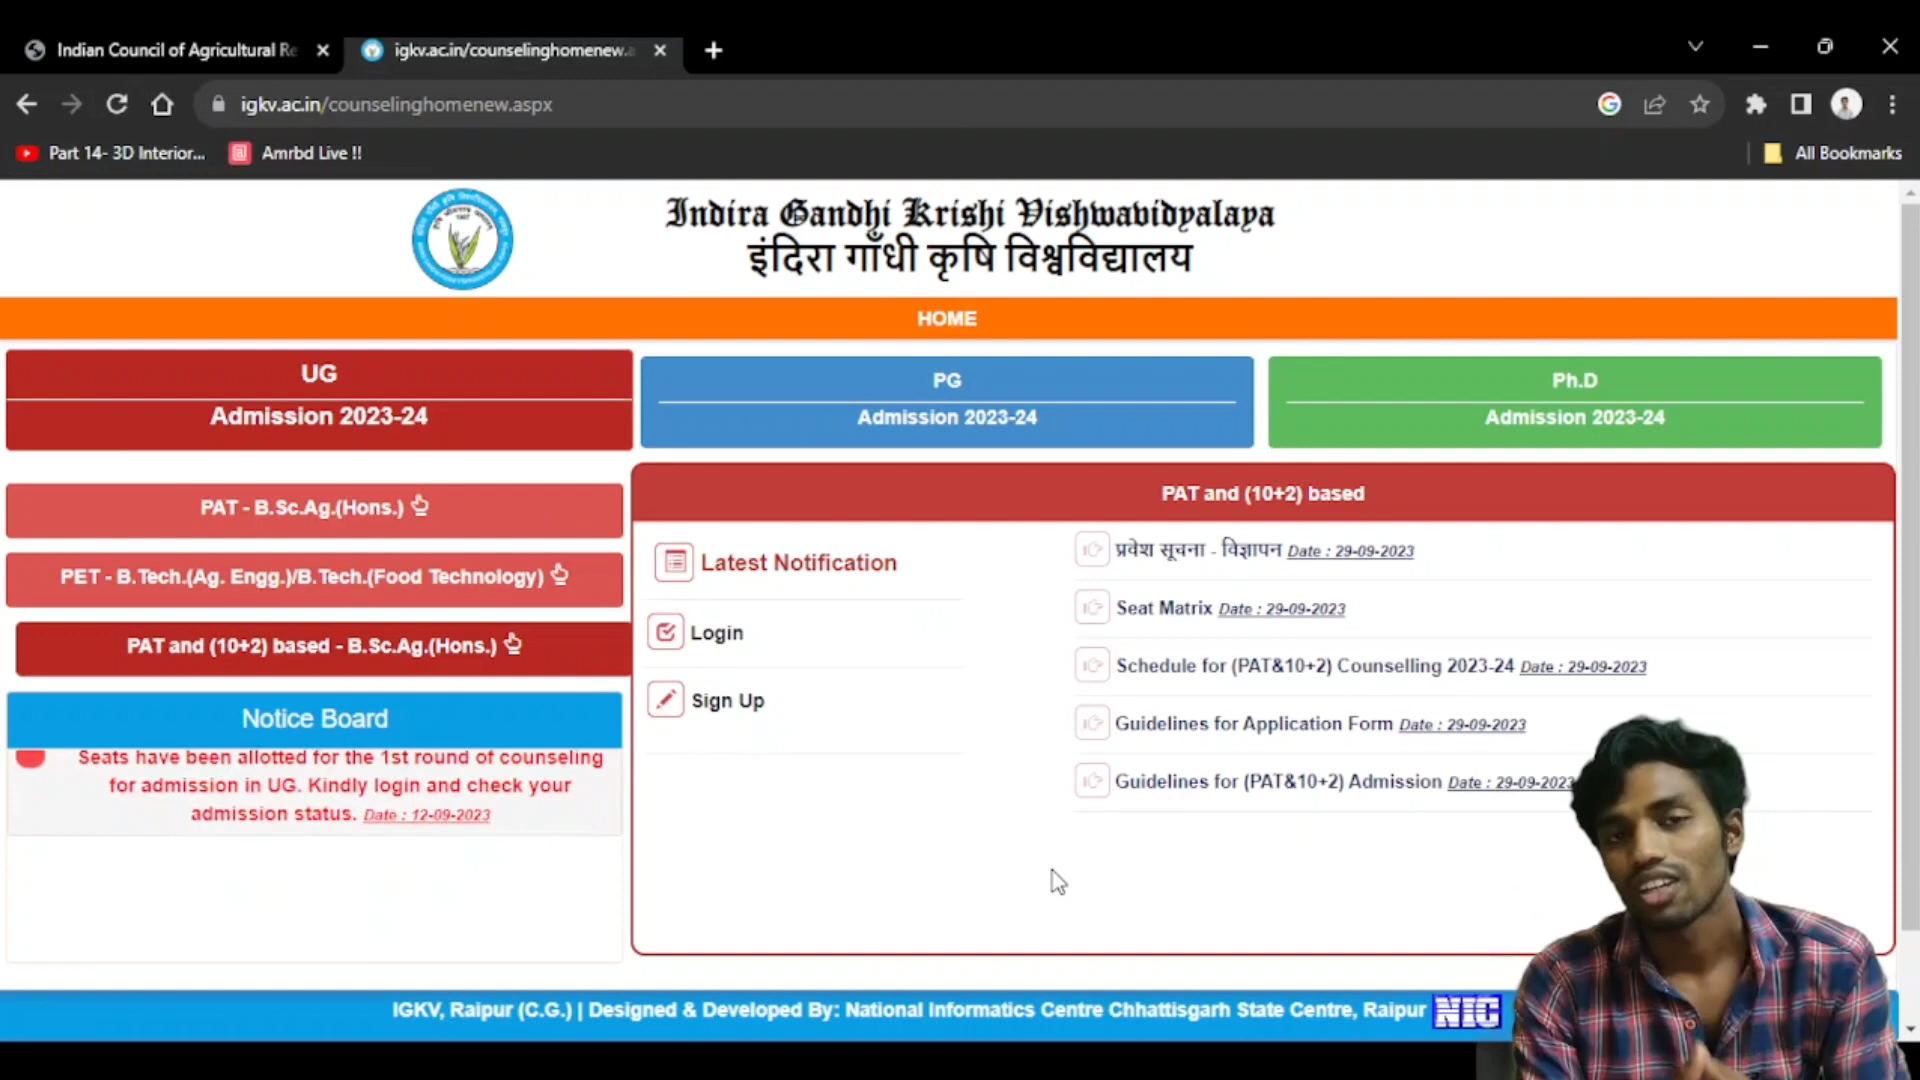 Indian Council of Agricultural Re
igkv.ac.in/counselinghomenew.a
igkv.ac.in/counselinghomenew.aspx
Part 14- 3D Interior...
Amrbd Live !!
All Bookmarks
Indira Gandhi Krishi Vishwavidyalaya
इंदिरा गाँधी कृषि विश्वविद्यालय
HOME
UG
Admission 2023-24
PG
Admission 2023-24
Ph.D
Admission 2023-24
PAT - B.Sc.Ag.(Hons.)
PET - B.Tech.(Ag. Engg.)/B.Tech.(Food Technology)
PAT and (10+2) based - B.Sc.Ag.(Hons.)
Notice Board
Seats have been allotted for the 1st round of counseling
for admission in UG. Kindly login and check your
admission status. Date : 12-09-2023
PAT and (10+2) based
Latest Notification
Login
Sign Up
प्रवेश सूचना - विज्ञापन Date : 29-09-2023
Seat Matrix Date : 29-09-2023
Schedule for (PAT&10+2) Counselling 2023-24 Date : 29-09-2023
Guidelines for Application Form Date : 29-09-2023
Guidelines for (PAT&10+2) Admission Date : 29-09-2023
IGKV, Raipur (C.G.) | Designed & Developed By: National Informatics Centre Chhattisgarh State Centre, Raipur NIC